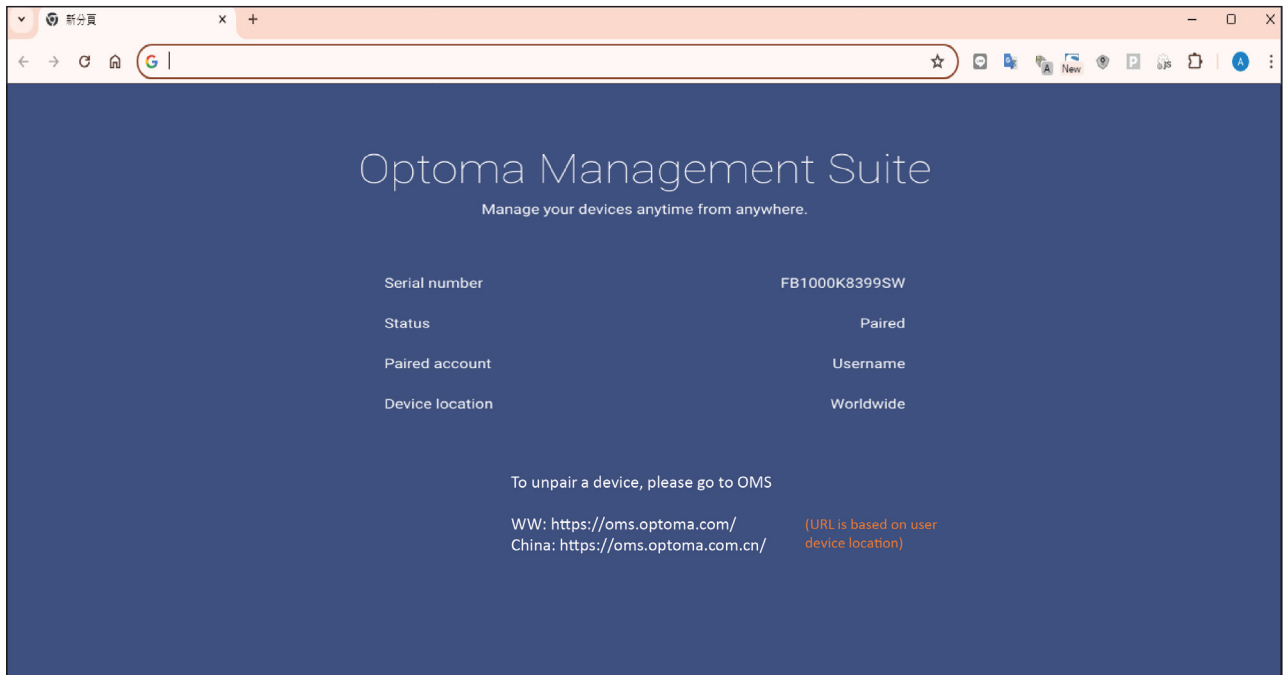 新分頁
New
A
Optoma Management Suite
Manage your devices anytime from anywhere.
Serial number FB1000K8399SW
Status Paired
Paired account Username
Device location Worldwide
To unpair a device, please go to OMS
WW: https://oms.optoma.com/ (URL is based on user
China: https://oms.optoma.com.cn/ device location)